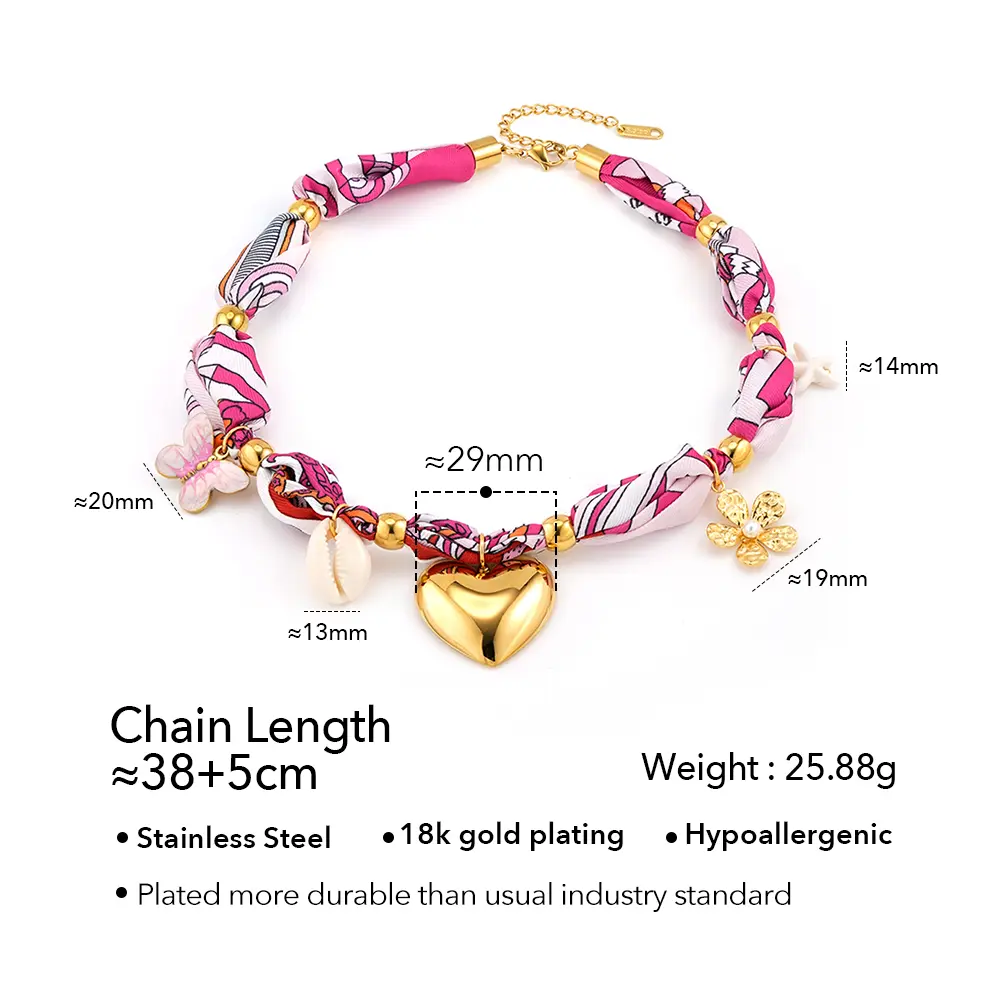 ≈14mm
≈29mm
≈20mm
≈19mm
≈13mm
Chain Length
≈38+5cm
Weight : 25.88g
• Stainless Steel
• 18k gold plating
• Hypoallergenic
• Plated more durable than usual industry standard